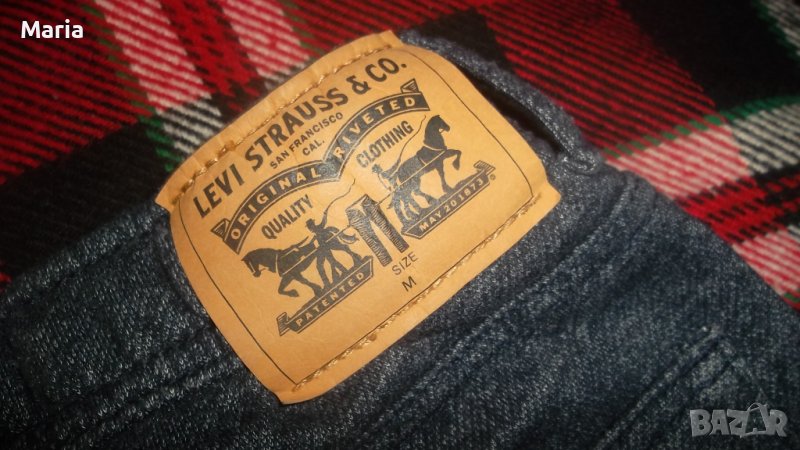 Maria
LEVI STRAUSS & CO.
SAN FRANCISCO
CAL.
ORIGINAL RIVETED
QUALITY CLOTHING
PATENTED
MAY 20 1873
SIZE
M
BAZAR